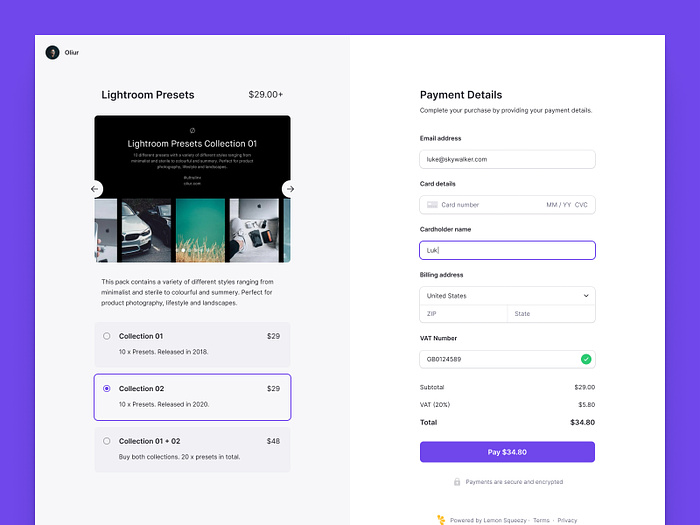 Oliur
Lightroom Presets
$29.00+
Lightroom Presets Collection 01
10 different presets with a variety of different styles ranging from
minimalist and sterile to colourful and summery. Perfect for product
photography, lifestyle and landscapes.
oliur.com
This pack contains a variety of different styles ranging from
minimalist and sterile to colourful and summery. Perfect for
product photography, lifestyle and landscapes.
Collection 01
$29
10 x Presets. Released in 2018.
Collection 02
$29
10 x Presets. Released in 2020.
Collection 01 + 02
$48
Buy both collections. 20 x presets in total.
Payment Details
Complete your purchase by providing your payment details.
Email address
luke@skywalker.com
Card details
Card number
MM / YY CVC
Cardholder name
Luk
Billing address
United States
ZIP
State
VAT Number
GB0124589
Subtotal
$29.00
VAT (20%)
$5.80
Total
$34.80
Pay $34.80
Payments are secure and encrypted
Powered by Lemon Squeezy · Terms · Privacy